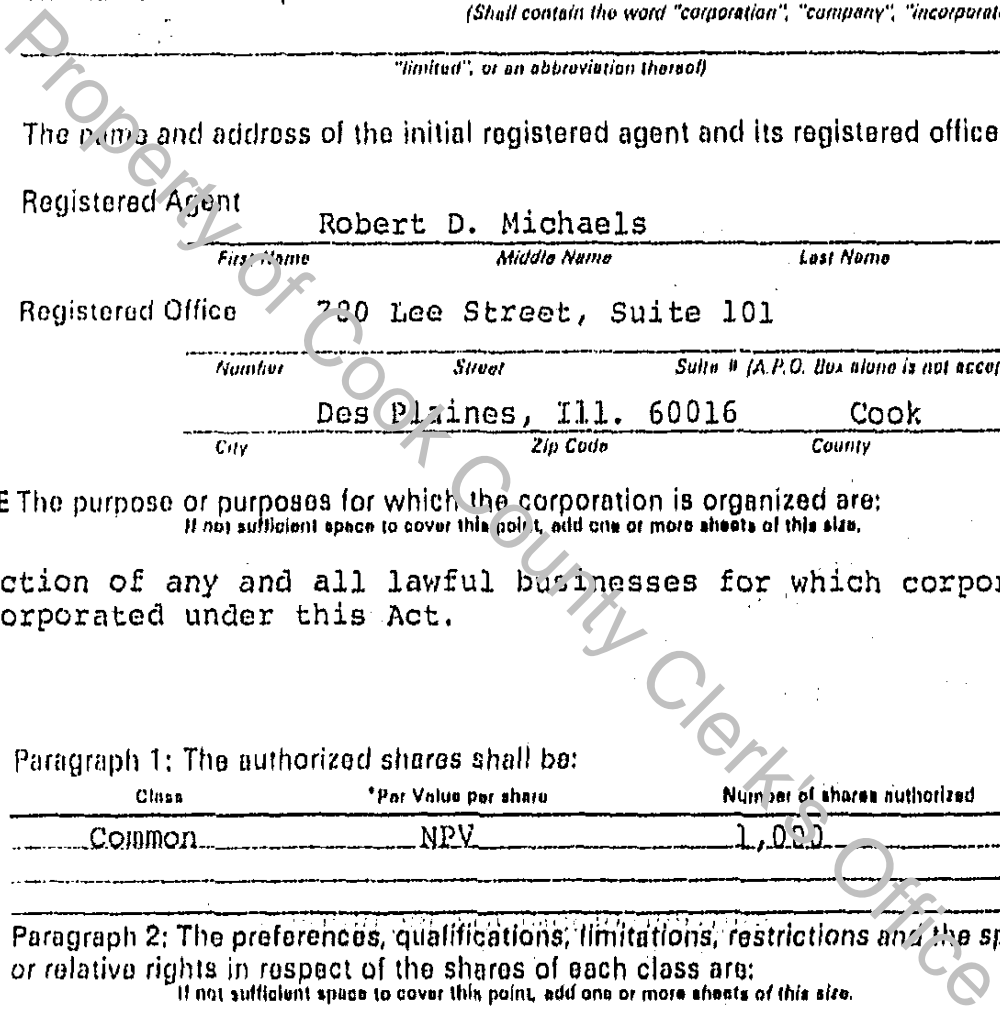 (Shall contain the word "corporation", "company",
"limited", or an abbreviation thereof)
The name and address of the initial registered agent and its registered office
Registered Agent
Robert D. Michaels
First Name Middle Name Last Name
Registered Office 780 Lee Street, Suite 101
Number Street Suite # (A.P.O. Box alone is not
Des Plaines, Ill. 60016 Cook
City Zip Code County
E The purpose or purposes for which the corporation is organized are:
If not sufficient space to cover this point, add one or more sheets of this size.
ction of any and all lawful businesses for which
orporated under this Act.
Paragraph 1: The authorized shares shall be:
Class *Par Value per share Number of shares authorized
Common NPV 1,000
Paragraph 2: The preferences, qualifications, limitations, restrictions and the
or relative rights in respect of the shares of each class are:
If not sufficient space to cover this point, add one or more sheets of this size.
Property of Cook County Clerk's Office